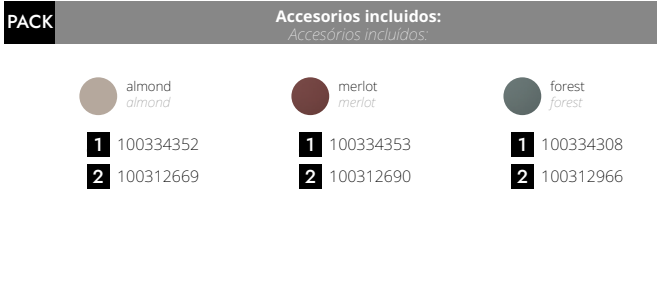 PACK
Accesorios incluidos:
Accesórios incluídos:
almond
almond
1 100334352
2 100312669
merlot
merlot
1 100334353
2 100312690
forest
forest
1 100334308
2 100312966